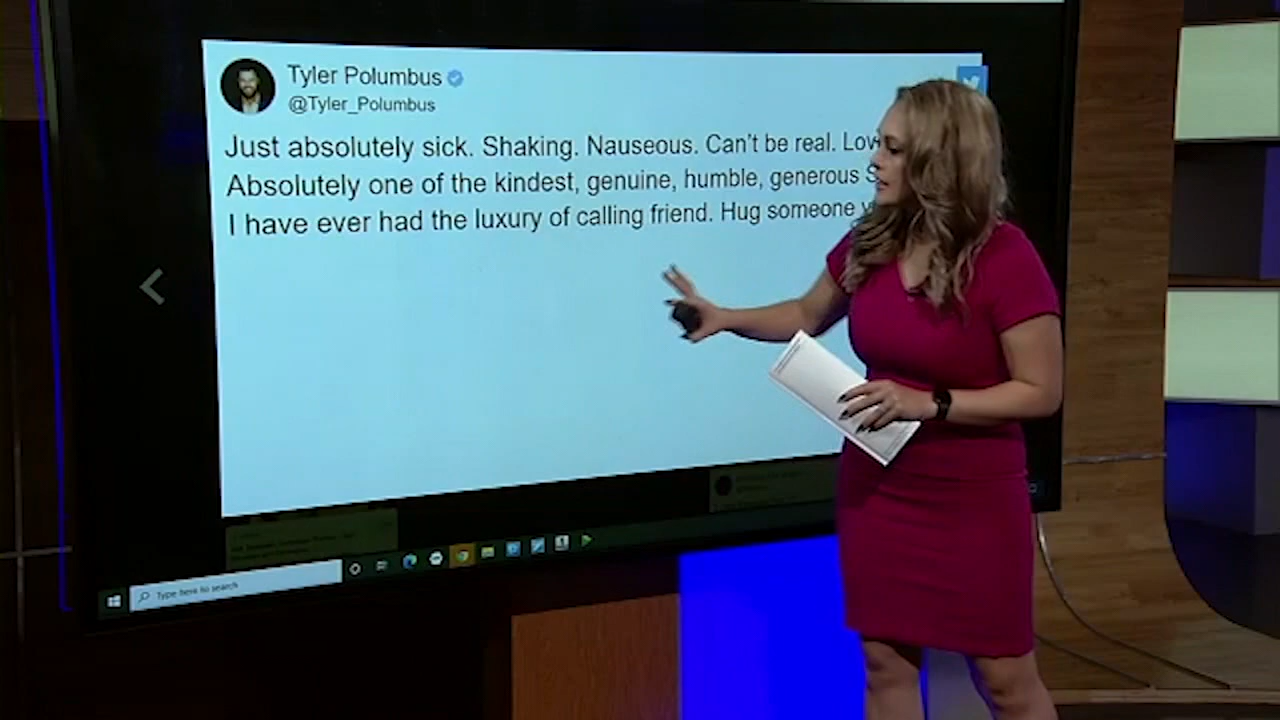 Tyler Polumbus
@Tyler_Polumbus
Just absolutely sick. Shaking. Nauseous. Can't be real. Lov
Absolutely one of the kindest, genuine, humble, generous S
I have ever had the luxury of calling friend. Hug someone y
Type here to search